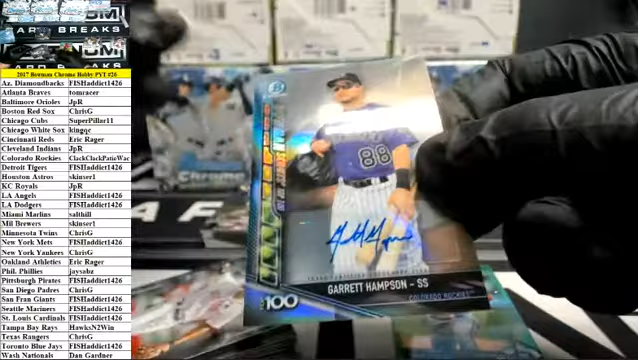 ARD BREAKS
2017 Bowman Chrome Hobby PYT #26
Az. Diamondbacks FISHaddict1426
Atlanta Braves tomracer
Baltimore Orioles JpR
Boston Red Sox ChrisG
Chicago Cubs SuperPillar11
Chicago White Sox kingqc
Cincinnati Reds Eric Rager
Cleveland Indians JpR
Colorado Rockies ClackClackPatieWac
Detroit Tigers FISHaddict1426
Houston Astros skinser1
KC Royals JpR
LA Angels FISHaddict1426
LA Dodgers FISHaddict1426
Miami Marlins salthill
Mil Brewers skinser1
Minnesota Twins ChrisG
New York Mets FISHaddict1426
New York Yankees ChrisG
Oakland Athletics Eric Rager
Phil. Phillies jaysabz
Pittsburgh Pirates FISHaddict1426
San Diego Padres ChrisG
San Fran Giants FISHaddict1426
Seattle Mariners FISHaddict1426
St. Louis Cardinals FISHaddict1426
Tampa Bay Rays HawksN2Win
Texas Rangers ChrisG
Toronto Blue Jays FISHaddict1426
Wash Nationals Dan Gardner
88
GARRETT HAMPSON - SS
COLORADO ROCKIES
100